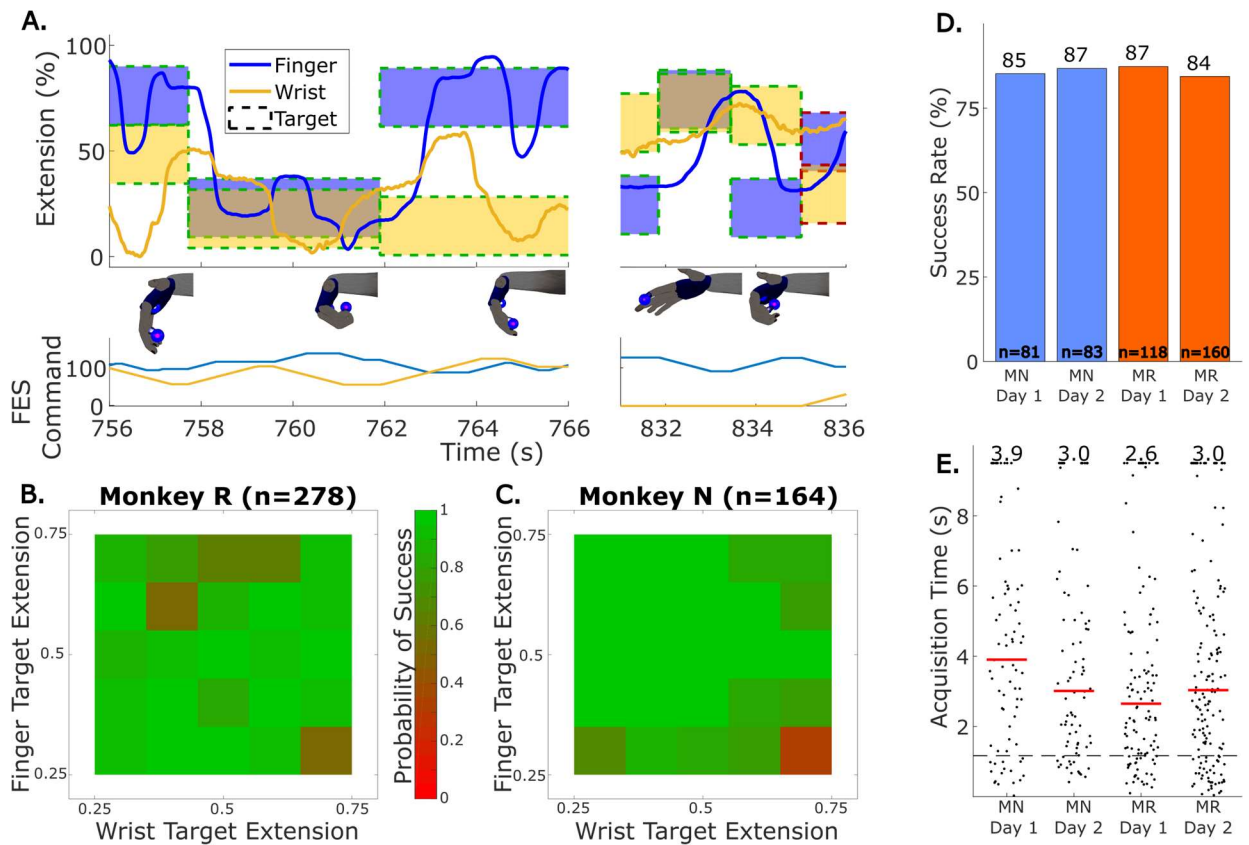 A.
Extension (%)
100
50
0
Finger
Wrist
Target
FES
Command
100
0
756 758 760 762 764 766 832 834 836
Time (s)
B.
Monkey R (n=278)
Finger Target Extension
0.75
0.5
0.25
0.25 0.5 0.75
Wrist Target Extension
Probability of Success
1
0.8
0.6
0.4
0.2
0
C.
Monkey N (n=164)
Finger Target Extension
0.75
0.5
0.25
0.25 0.5 0.75
Wrist Target Extension
D.
Success Rate (%)
75
50
25
0
85 87 87 84
n=81 n=83 n=118 n=160
MN MN MR MR
Day 1 Day 2 Day 1 Day 2
E.
Acquisition Time (s)
3.9 3.0 2.6 3.0
8
6
4
2
MN MN MR MR
Day 1 Day 2 Day 1 Day 2